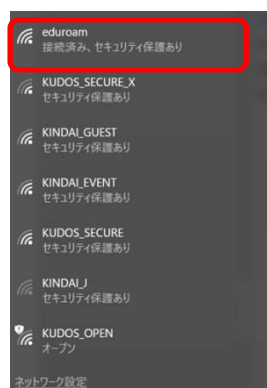 eduroam
接続済み、セキュリティ保護あり
KUDOS_SECURE_X
セキュリティ保護あり
KINDAI_GUEST
セキュリティ保護あり
KINDAI_EVENT
セキュリティ保護あり
KUDOS_SECURE
セキュリティ保護あり
KINDAI_J
セキュリティ保護あり
KUDOS_OPEN
オープン
ネットワーク設定